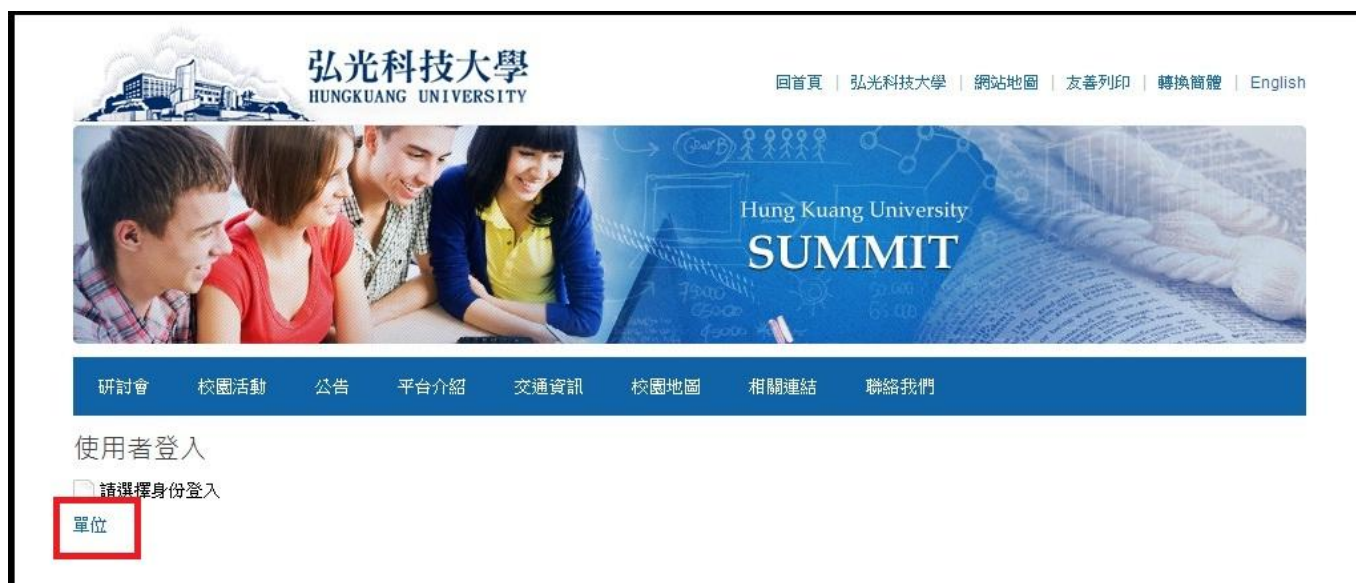 弘光科技大學
HUNGKUANG UNIVERSITY
回首頁 | 弘光科技大學 | 網站地圖 | 友善列印 | 轉換簡體 | English
Hung Kuang University
SUMMIT
研討會 校園活動 公告 平台介紹 交通資訊 校園地圖 相關連結 聯絡我們
使用者登入
請選擇身份登入
單位